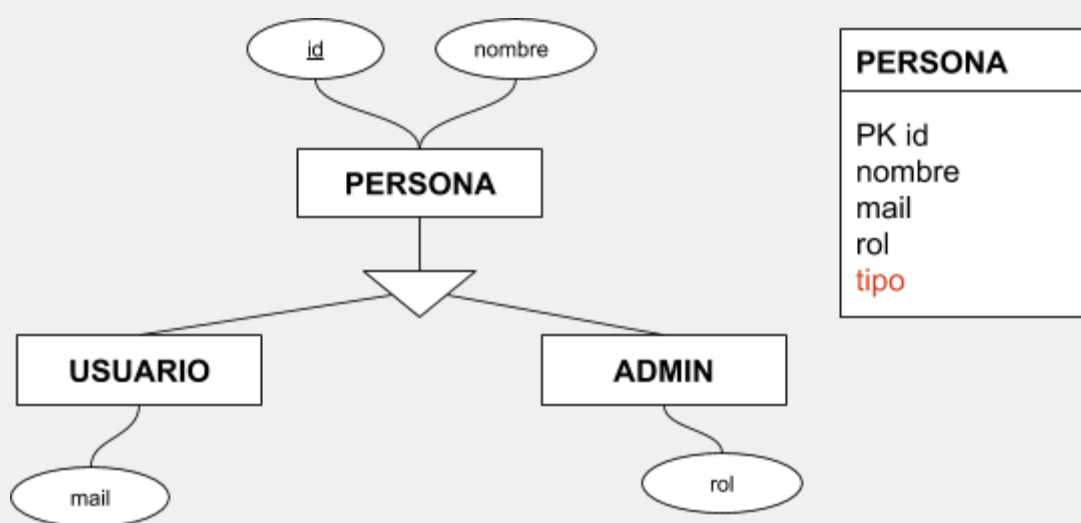 id
nombre
PERSONA
USUARIO
ADMIN
mail
rol
PERSONA
PK id
nombre
mail
rol
tipo